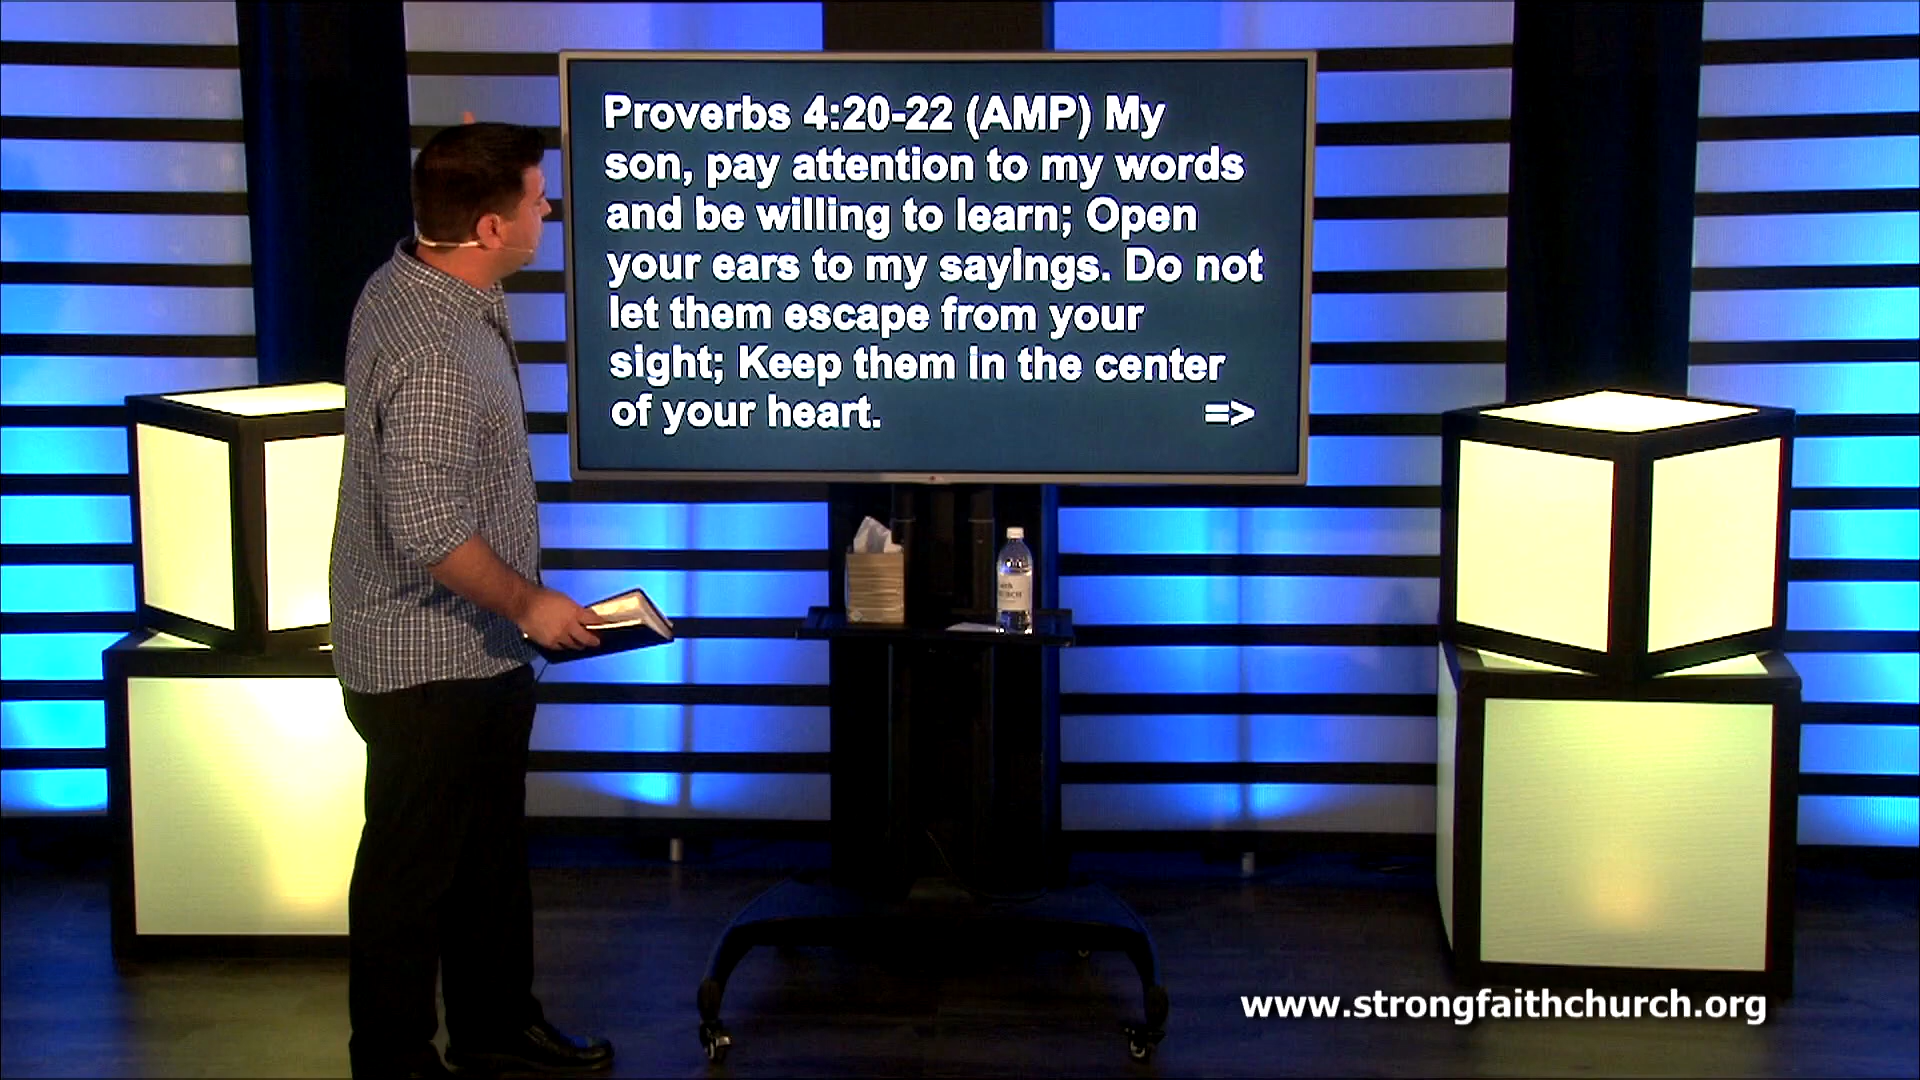 Proverbs 4:20-22 (AMP) My
son, pay attention to my words
and be willing to learn; Open
your ears to my sayings. Do not
let them escape from your
sight; Keep them in the center
of your heart. =>
www.strongfaithchurch.org